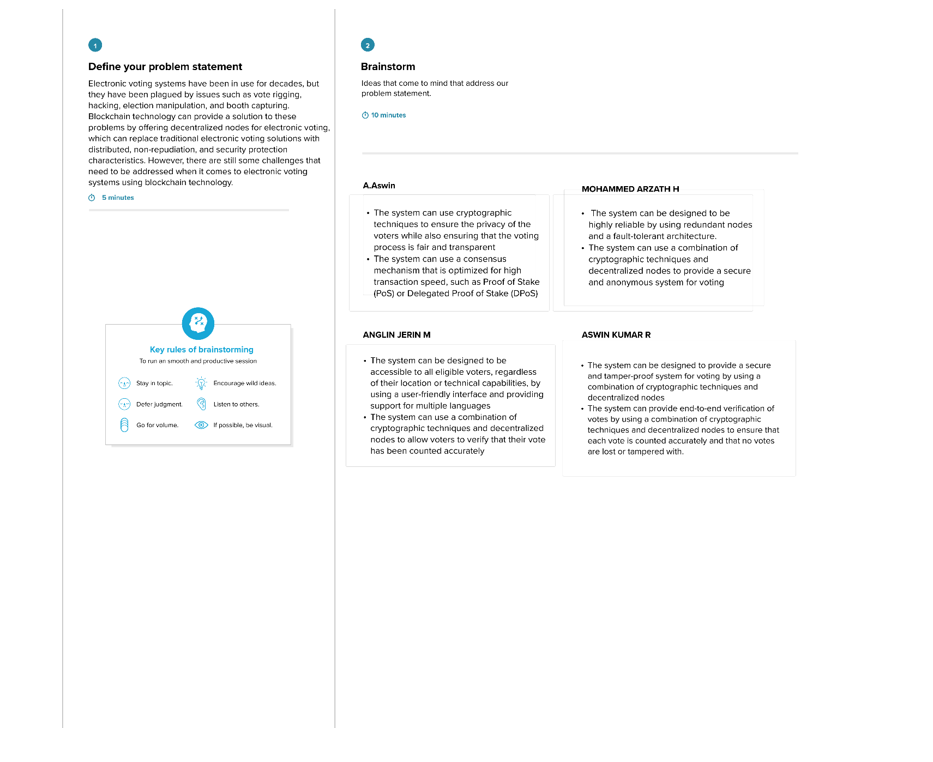 1
Define your problem statement
Electronic voting systems have been in use for decades, but
they have been plagued by issues such as vote rigging,
hacking, election manipulation, and booth capturing.
Blockchain technology can provide a solution to these
problems by offering decentralized nodes for electronic voting,
which can replace traditional electronic voting solutions with
distributed, non-repudiation, and security protection
characteristics. However, there are still some challenges that
need to be addressed when it comes to electronic voting
systems using blockchain technology.
5 minutes
Key rules of brainstorming
To run an smooth and productive session
Stay in topic.
Encourage wild ideas.
Defer judgment.
Listen to others.
Go for volume.
If possible, be visual.
2
Brainstorm
Ideas that come to mind that address our
problem statement.
10 minutes
A.Aswin
• The system can use cryptographic
techniques to ensure the privacy of the
voters while also ensuring that the voting
process is fair and transparent
• The system can use a consensus
mechanism that is optimized for high
transaction speed, such as Proof of Stake
(PoS) or Delegated Proof of Stake (DPoS)
MOHAMMED ARZATH H
• The system can be designed to be
highly reliable by using redundant nodes
and a fault-tolerant architecture.
• The system can use a combination of
cryptographic techniques and
decentralized nodes to provide a secure
and anonymous system for voting
ANGLIN JERIN M
• The system can be designed to be
accessible to all eligible voters, regardless
of their location or technical capabilities, by
using a user-friendly interface and providing
support for multiple languages
• The system can use a combination of
cryptographic techniques and decentralized
nodes to allow voters to verify that their vote
has been counted accurately
ASWIN KUMAR R
• The system can be designed to provide a secure
and tamper-proof system for voting by using a
combination of cryptographic techniques and
decentralized nodes
• The system can provide end-to-end verification of
votes by using a combination of cryptographic
techniques and decentralized nodes to ensure that
each vote is counted accurately and that no votes
are lost or tampered with.